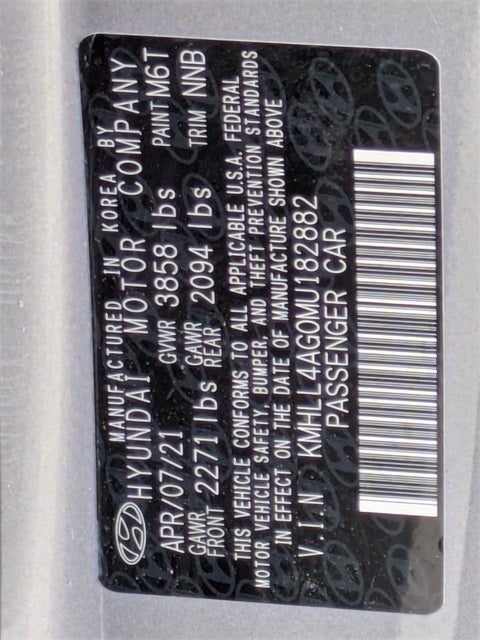 MANUFACTURED IN KOREA BY
HYUNDAI MOTOR COMPANY
APR/07/21 GVWR 3858 lbs PAINT M6T
GAWR FRONT 2271 lbs GAWR REAR 2094 lbs TRIM NNB
THIS VEHICLE CONFORMS TO ALL APPLICABLE U.S.A. FEDERAL
MOTOR VEHICLE SAFETY, BUMPER, AND THEFT PREVENTION STANDARDS
IN EFFECT ON THE DATE OF MANUFACTURE SHOWN ABOVE
V.I.N KMHLL4AG0MU182882
PASSENGER CAR